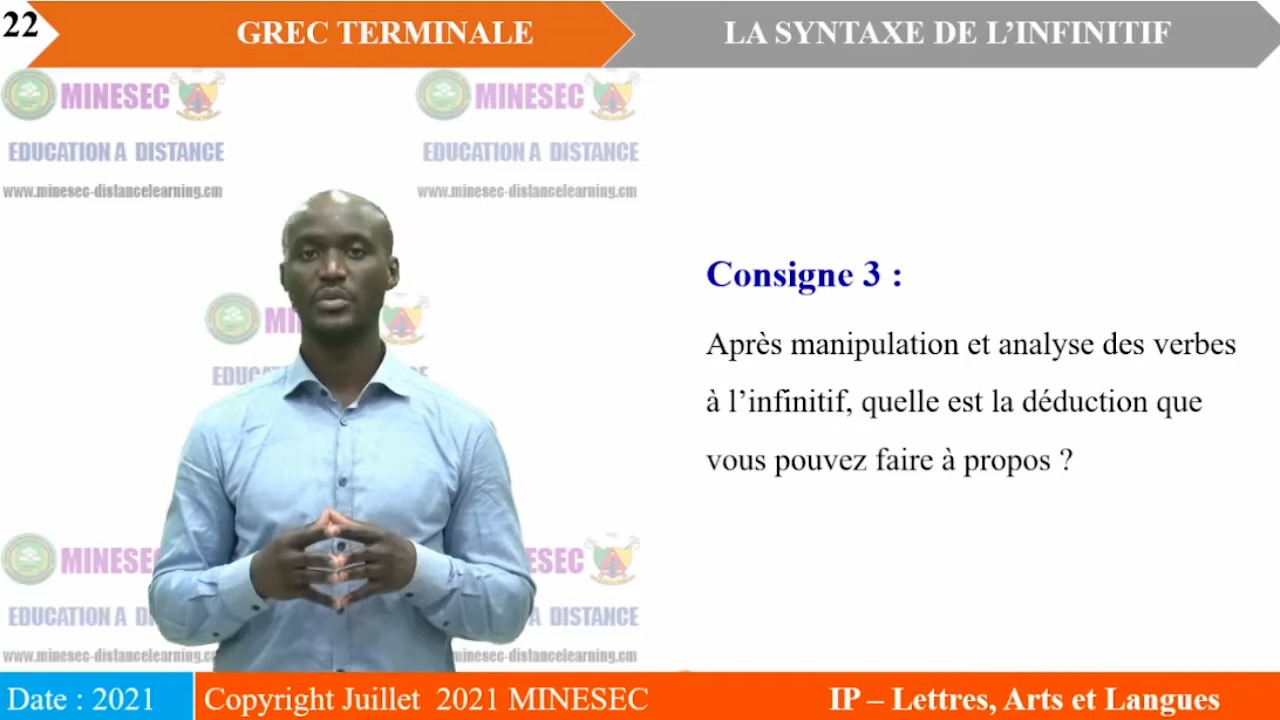 22
GREC TERMINALE
LA SYNTAXE DE L’INFINITIF
MINESEC
MINESEC
EDUCATION A DISTANCE
EDUCATION A DISTANCE
www.minesec-distancelearning.cm
www.minesec-distancelearning.cm
Consigne 3 :
Après manipulation et analyse des verbes
à l’infinitif, quelle est la déduction que
vous pouvez faire à propos ?
MINESE
ESEC
EDUCATION A D
A DISTANCE
www.minesec-distancelearning.c
minesec-distancelearning.cm
Date : 2021
Copyright Juillet 2021 MINESEC
IP – Lettres, Arts et Langues